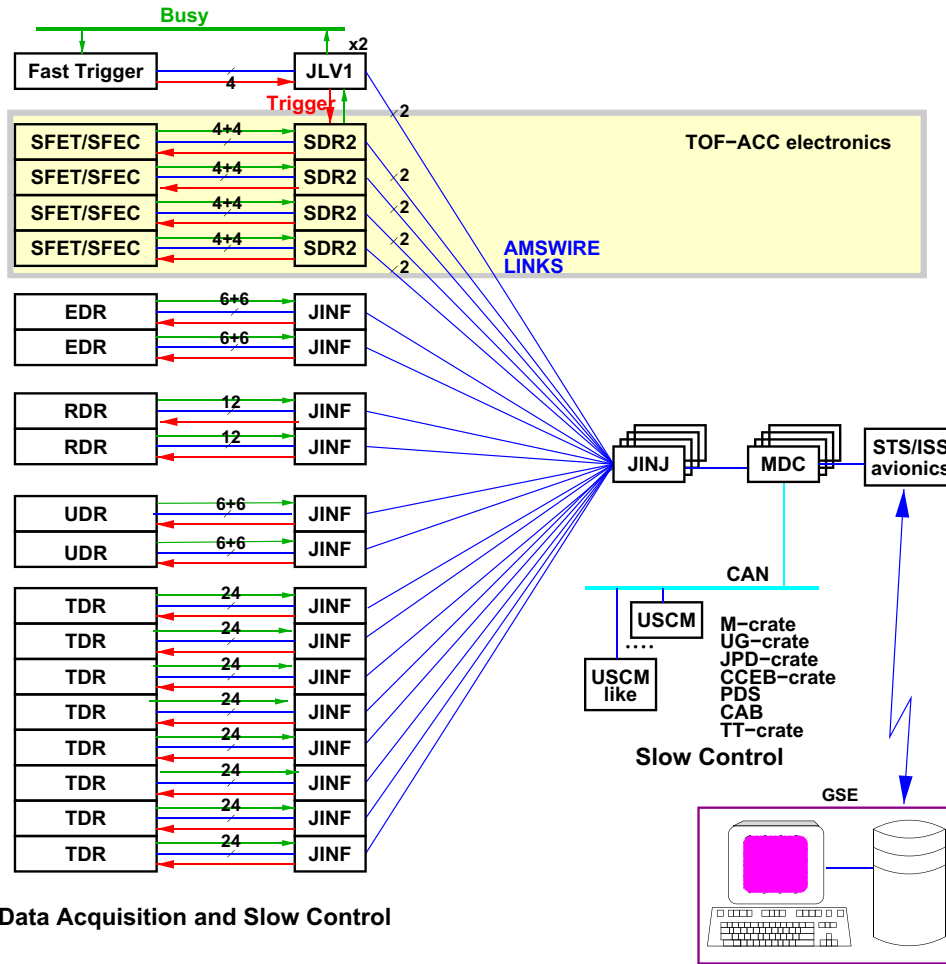 Busy
x2
Fast Trigger
4
JLV1
Trigger
2
TOF−ACC electronics
SFET/SFEC 4+4 SDR2
SFET/SFEC 4+4 SDR2 2
SFET/SFEC 4+4 SDR2 2
SFET/SFEC 4+4 SDR2 2
2
AMSWIRE
LINKS
EDR 6+6 JINF
EDR 6+6 JINF
RDR 12 JINF
RDR 12 JINF
UDR 6+6 JINF
UDR 6+6 JINF
TDR 24 JINF
TDR 24 JINF
TDR 24 JINF
TDR 24 JINF
TDR 24 JINF
TDR 24 JINF
TDR 24 JINF
TDR 24 JINF
JINJ
MDC
STS/ISS
avionics
CAN
USCM
....
USCM
like
M−crate
UG−crate
JPD−crate
CCEB−crate
PDS
CAB
TT−crate
Slow Control
GSE
Data Acquisition and Slow Control